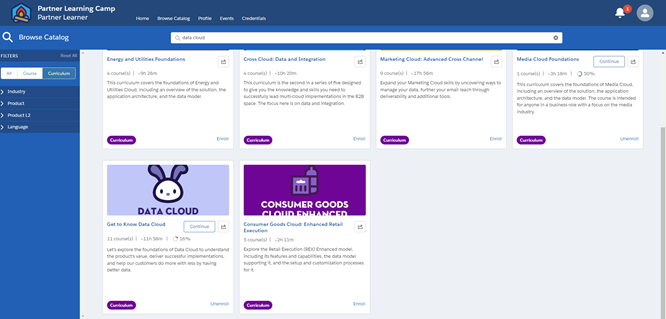 Partner Learning Camp
Partner Learner
Home Browse Catalog Profile Events Credentials
1
Browse Catalog
data cloud
FILTERS Reset All
All Course Curriculum
Industry
Product
Product L2
Language
Energy and Utilities Foundations
4 course(s) | ~3h 26m
This curriculum covers the foundations of Energy and
Utilities Cloud, including an overview of the solution, the
application architecture, and the data model.
Curriculum Enroll
Cross Cloud: Data and Integration
4 course(s) | ~10h 20m
This curriculum is the second in a series of five designed
to give you the knowledge and skills you need to
successfully lead multi-cloud implementations in the B2B
space. The focus here is on data and integration.
Curriculum Enroll
Marketing Cloud: Advanced Cross Channel
9 course(s) | ~17h 56m
Expand your Marketing Cloud skills by uncovering ways to
manage your data, further your email reach through
deliverability and additional tools.
Curriculum Enroll
Media Cloud Foundations Continue
1 course(s) | ~3h 18m | 50%
This curriculum covers the foundations of Media Cloud,
including an overview of the solution, the application
architecture, and the data model. The course is intended
for anyone in a business role with a focus on the media
industry.
Curriculum Unenroll
DATA CLOUD
Get to Know Data Cloud Continue
11 course(s) | ~11h 58m | 16%
Let's explore the foundations of Data Cloud to understand
the product's value, deliver successful implementations,
and help our customers do more with less by having
better data.
Curriculum Unenroll
CONSUMER GOODS
CLOUD ENHANCED
Consumer Goods Cloud: Enhanced Retail
Execution
5 course(s) | ~2h 11m
Explore the Retail Execution (REX) Enhanced model,
including its features and capabilities, the data model
supporting it, and the setup and customization processes
for it.
Curriculum Enroll